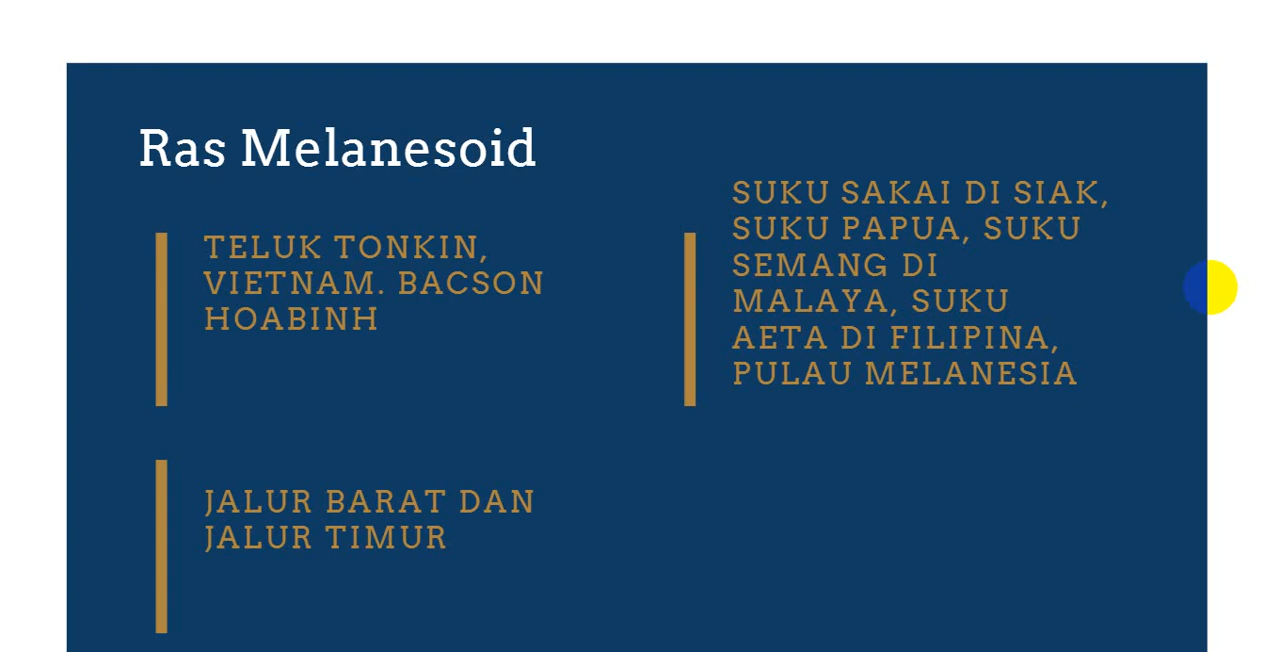 Ras Melanesoid
TELUK TONKIN,
VIETNAM. BACSON
HOABINH
JALUR BARAT DAN
JALUR TIMUR
SUKU SAKAI DI SIAK,
SUKU PAPUA, SUKU
SEMANG DI
MALAYA, SUKU
AETA DI FILIPINA,
PULAU MELANESIA